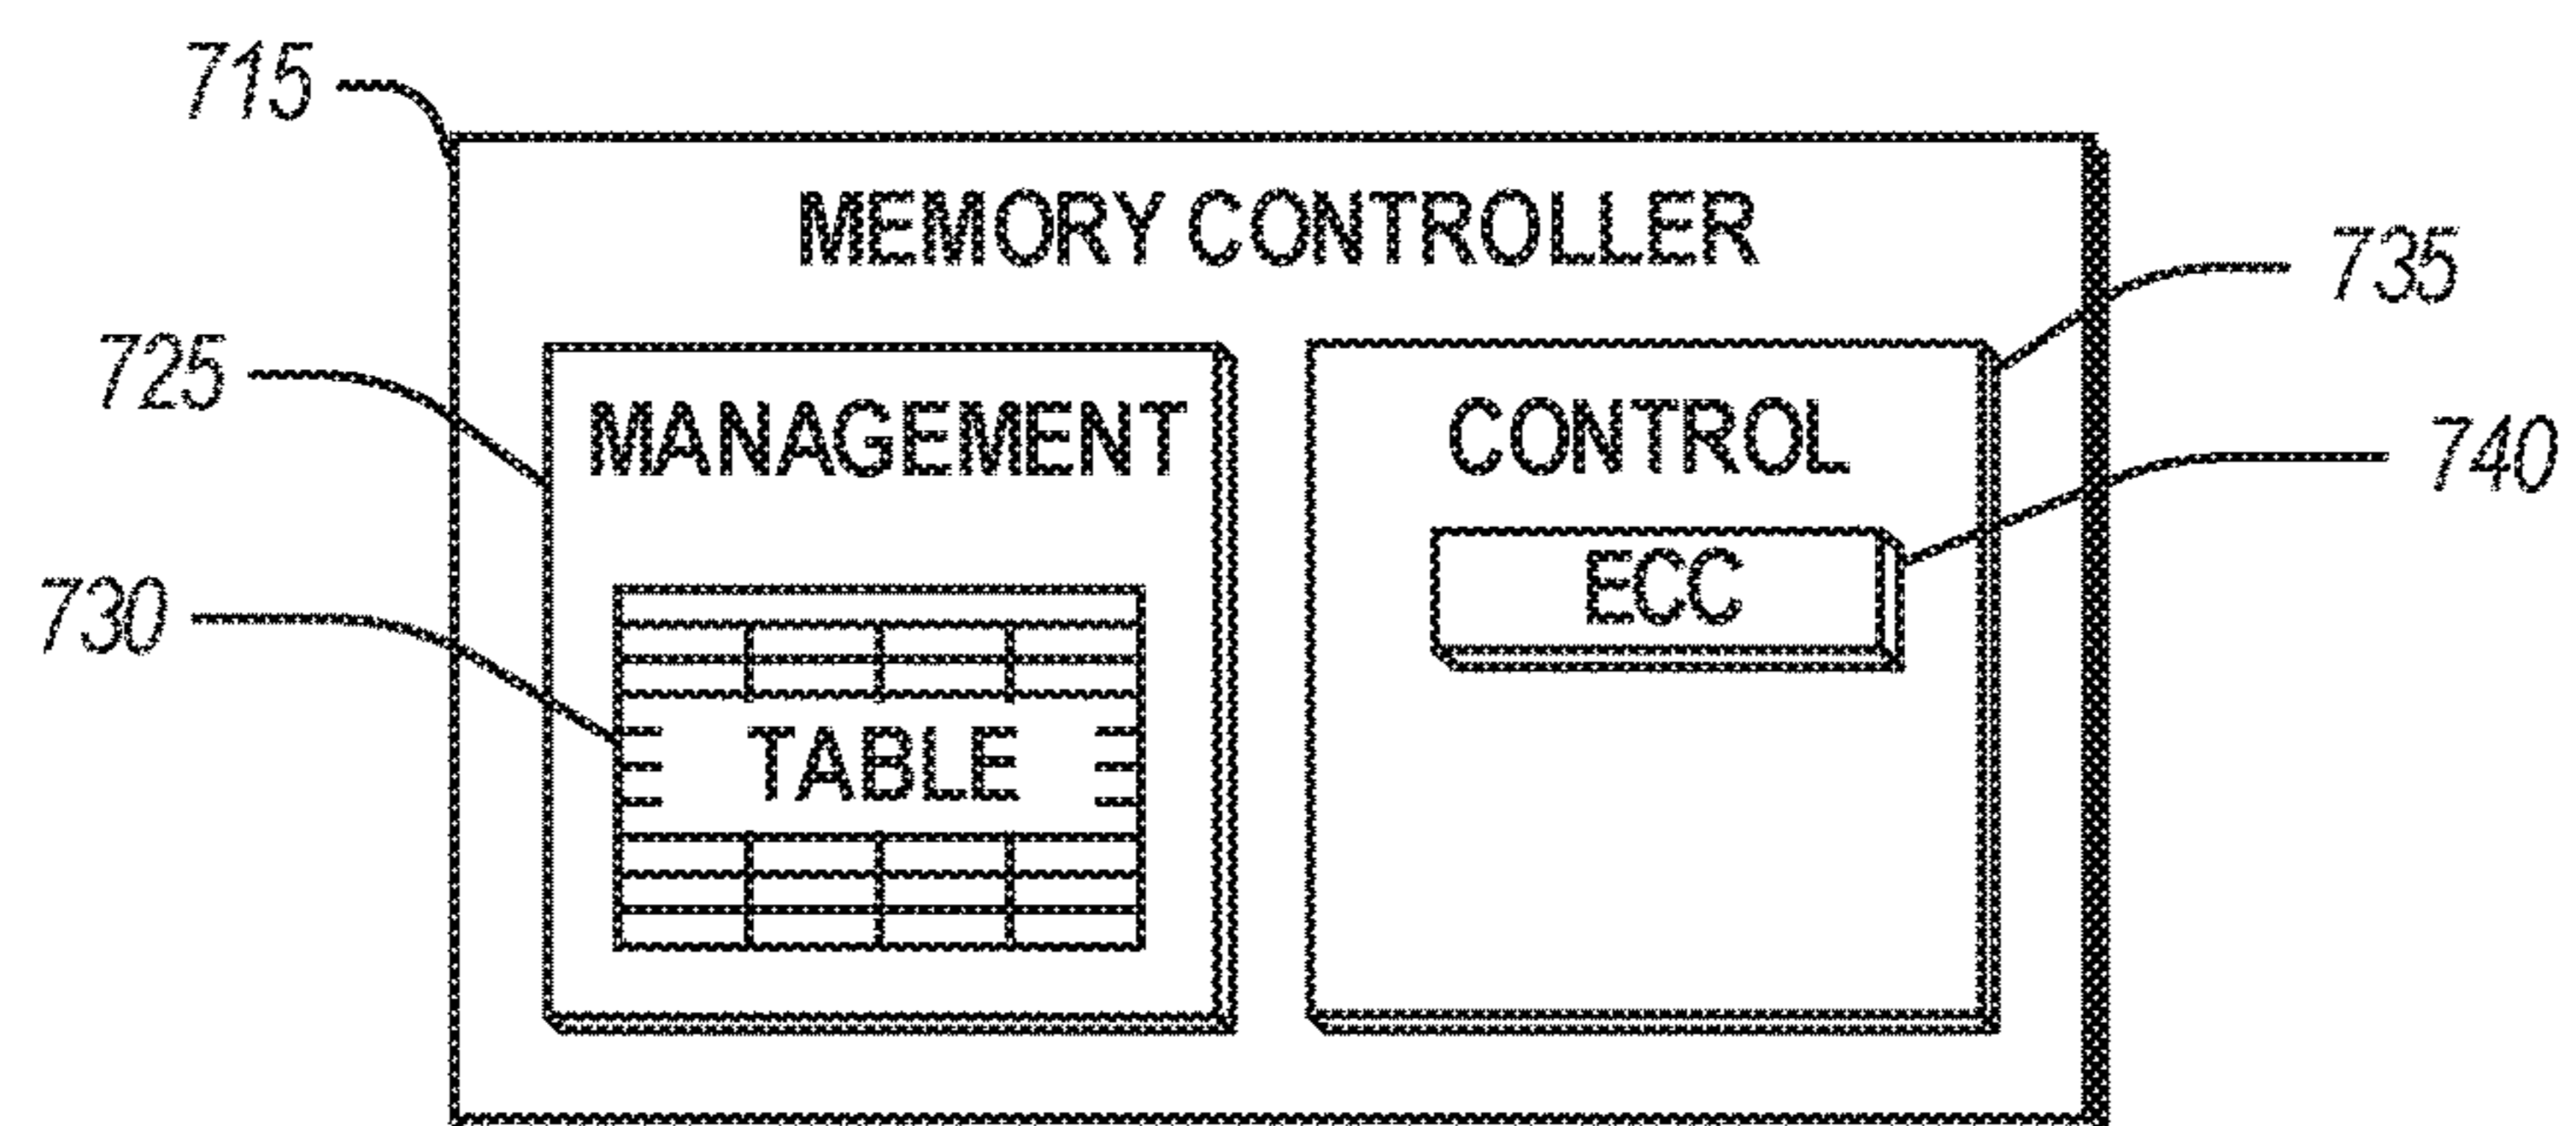 715
MEMORY CONTROLLER
735
725
MANAGEMENT
CONTROL
740
ECC
730
TABLE